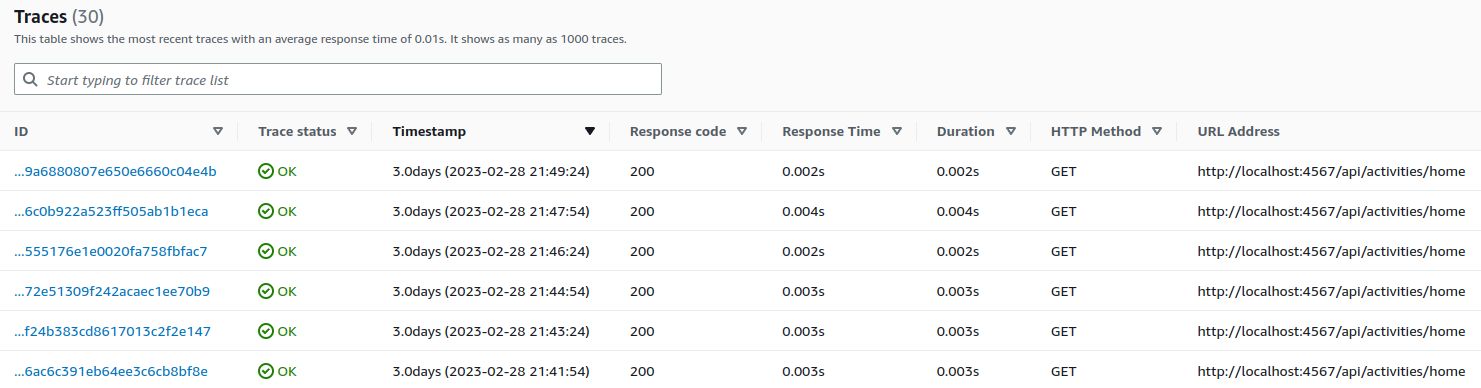 Traces (30)
This table shows the most recent traces with an average response time of 0.01s. It shows as many as 1000 traces.
Start typing to filter trace list
ID Trace status Timestamp Response code Response Time Duration HTTP Method URL Address
...9a6880807e650e6660c04e4b OK 3.0days (2023-02-28 21:49:24) 200 0.002s 0.002s GET http://localhost:4567/api/activities/home
...6c0b922a523ff505ab1b1eca OK 3.0days (2023-02-28 21:47:54) 200 0.004s 0.004s GET http://localhost:4567/api/activities/home
...555176e1e0020fa758fbfac7 OK 3.0days (2023-02-28 21:46:24) 200 0.002s 0.002s GET http://localhost:4567/api/activities/home
...72e51309f242acaec1ee70b9 OK 3.0days (2023-02-28 21:44:54) 200 0.003s 0.003s GET http://localhost:4567/api/activities/home
...f24b383cd8617013c2f2e147 OK 3.0days (2023-02-28 21:43:24) 200 0.003s 0.003s GET http://localhost:4567/api/activities/home
...6ac6c391eb64ee3c6cb8bf8e OK 3.0days (2023-02-28 21:41:54) 200 0.003s 0.003s GET http://localhost:4567/api/activities/home